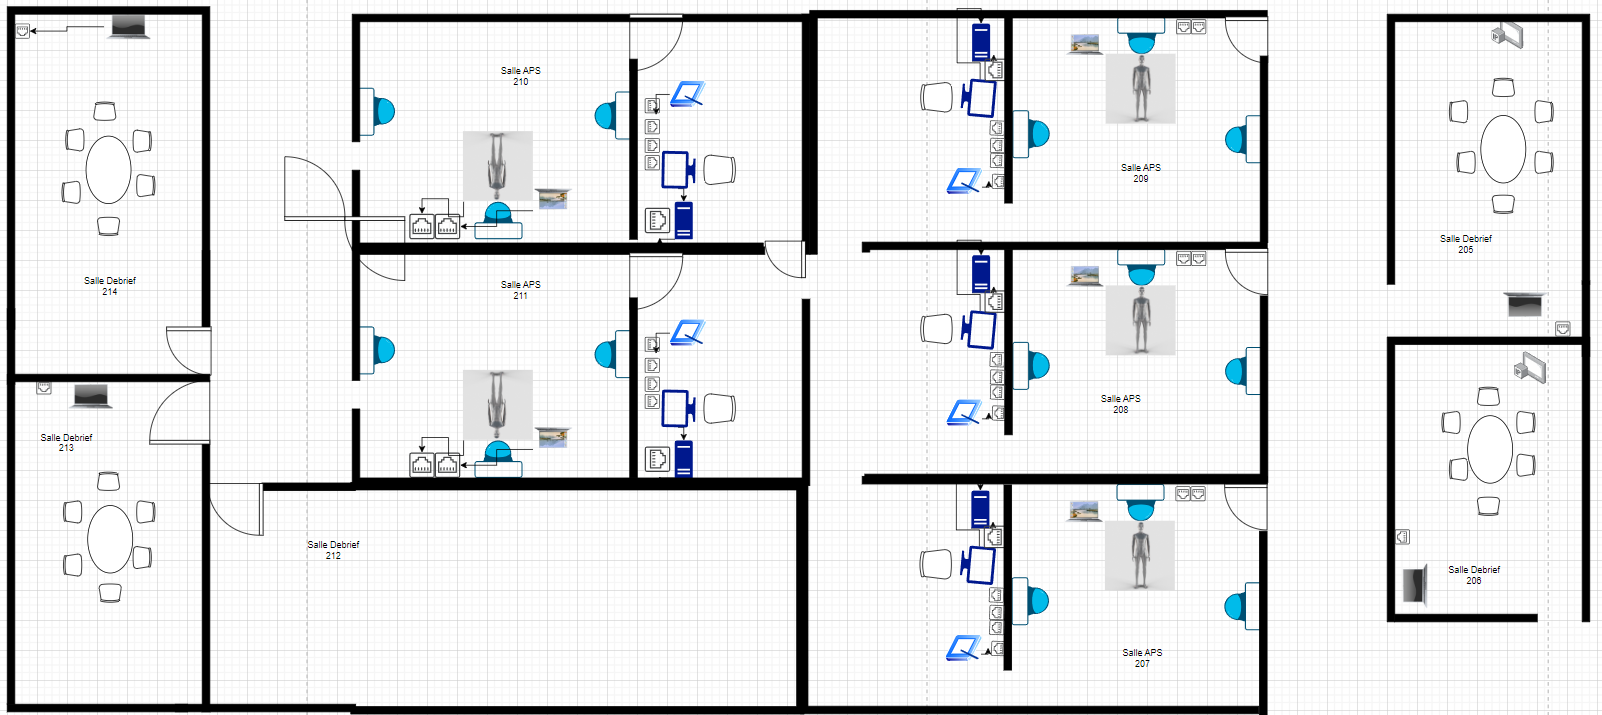 Salle APS
210
Salle APS
209
Salle Debrief
205
Salle Debrief
214
Salle APS
211
Salle APS
208
Salle Debrief
213
Salle Debrief
212
Salle Debrief
206
Salle APS
207